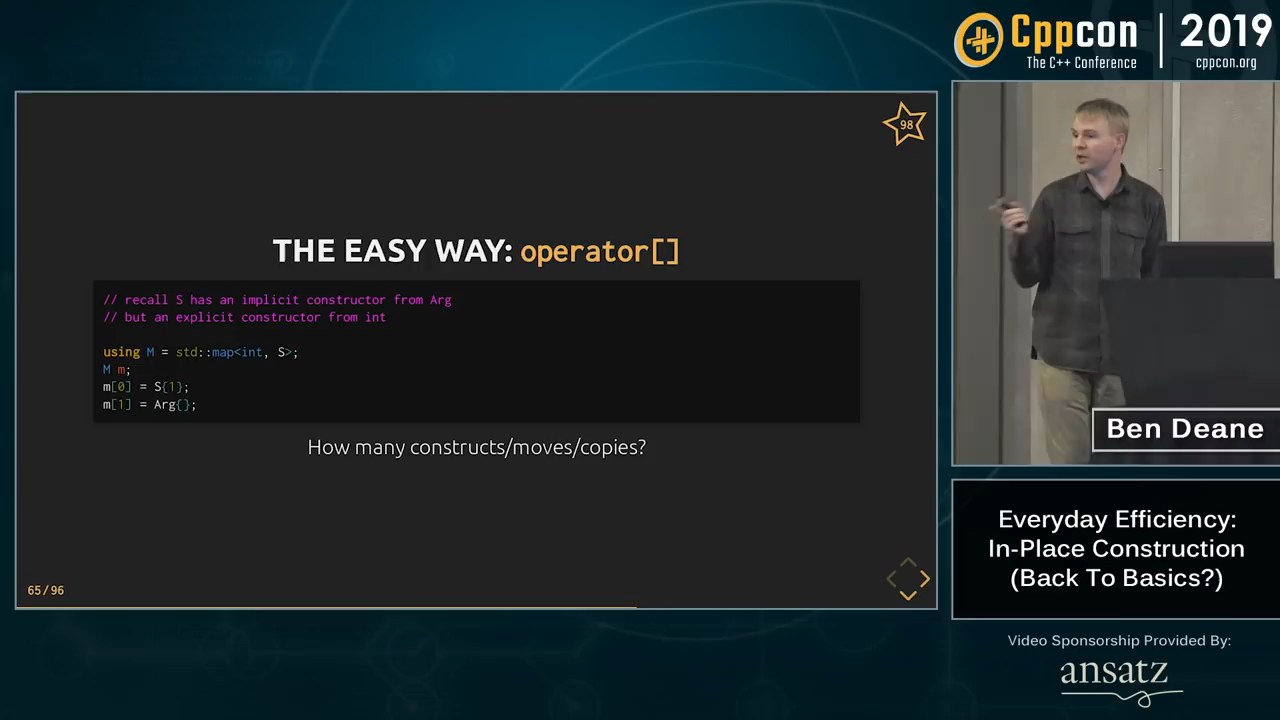 Cppcon | 2019
The C++ Conference
cppcon.org
98
THE EASY WAY: operator[]
// recall S has an implicit constructor from Arg
// but an explicit constructor from int
using M = std::map<int, S>;
M m;
m[0] = S{1};
m[1] = Arg{};
How many constructs/moves/copies?
65/96
Ben Deane
Everyday Efficiency:
In-Place Construction
(Back To Basics?)
Video Sponsorship Provided By:
ansatz